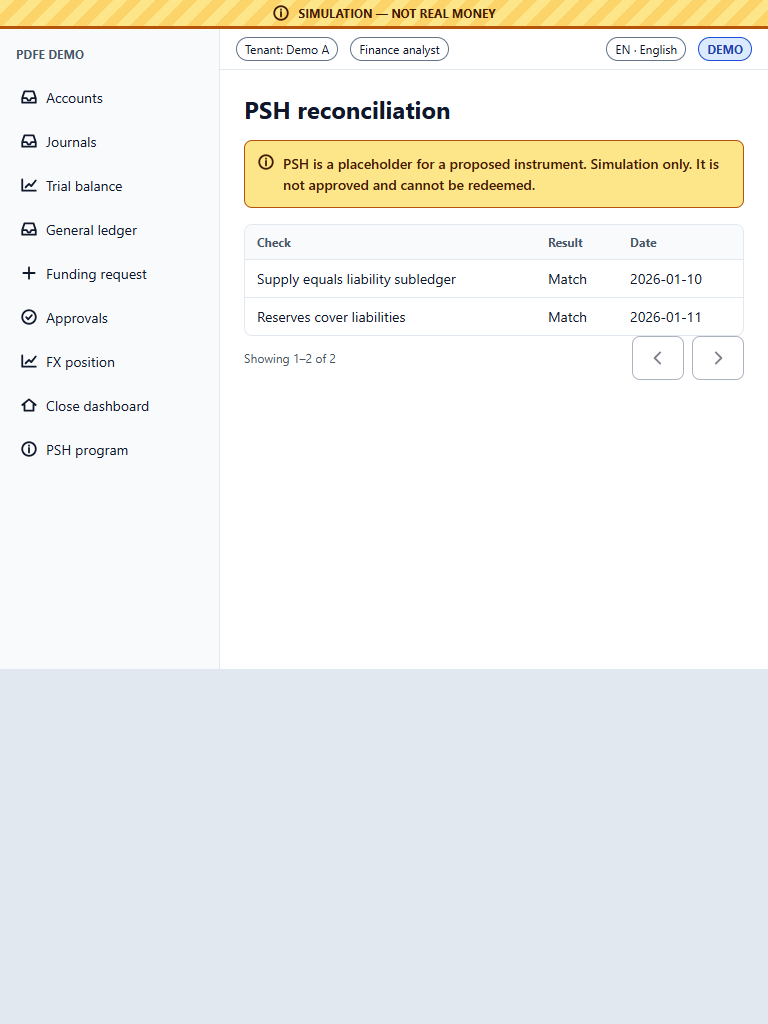 SIMULATION — NOT REAL MONEY
PDFE DEMO
Accounts
Journals
Trial balance
General ledger
Funding request
Approvals
FX position
Close dashboard
PSH program
Tenant: Demo A
Finance analyst
EN · English
DEMO
PSH reconciliation
PSH is a placeholder for a proposed instrument. Simulation only. It is
not approved and cannot be redeemed.
Check Result Date
Supply equals liability subledger Match 2026-01-10
Reserves cover liabilities Match 2026-01-11
Showing 1–2 of 2